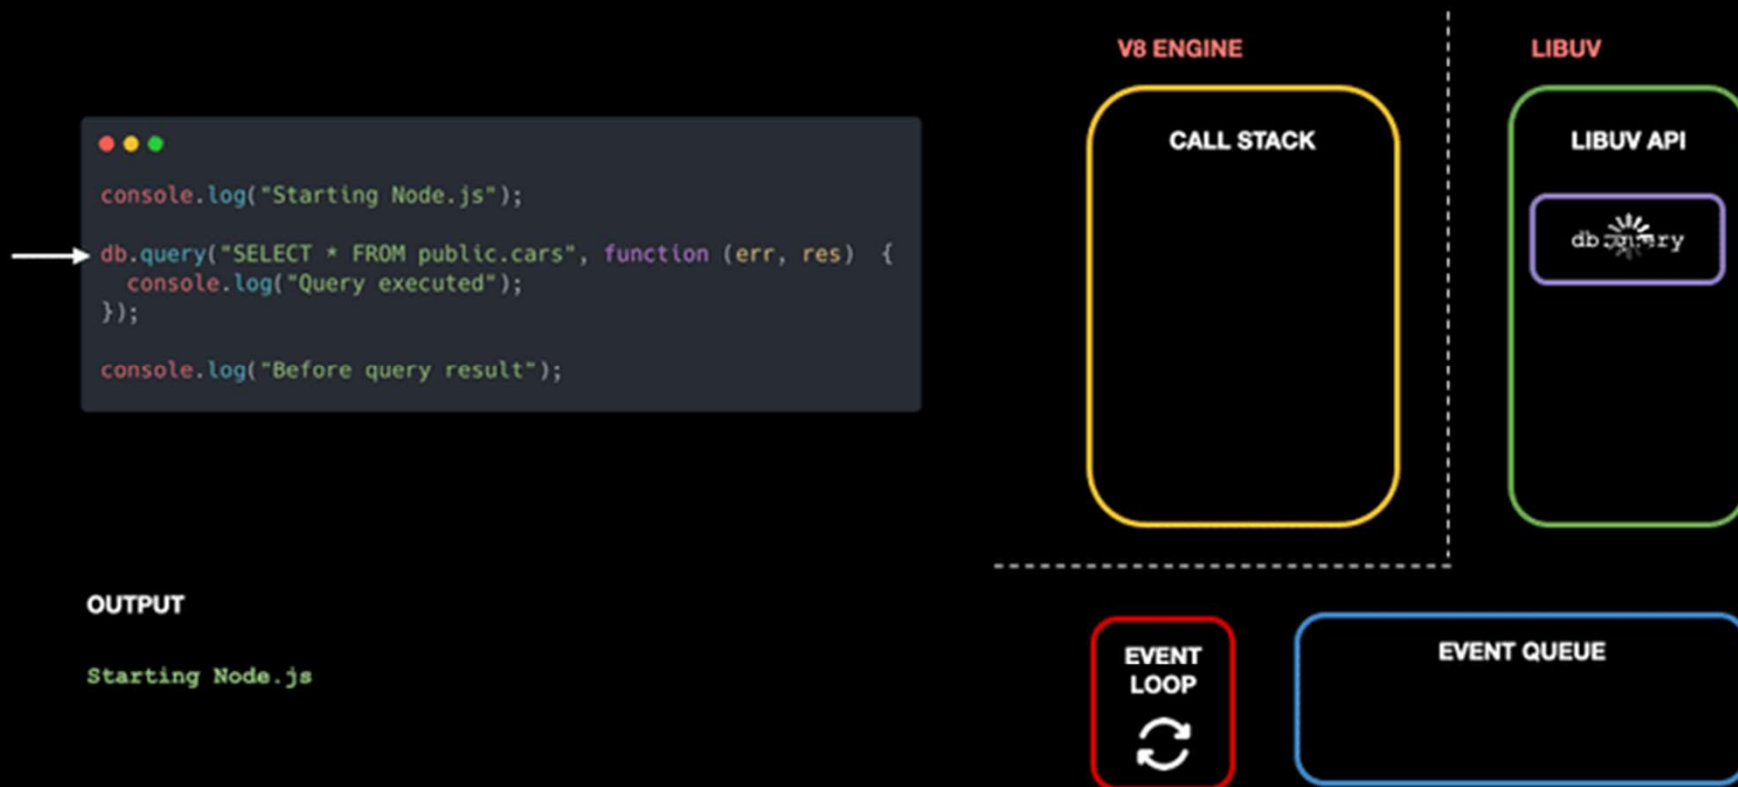 console.log("Starting Node.js");
db.query("SELECT * FROM public.cars", function (err, res)  {
  console.log("Query executed");
});
console.log("Before query result");
OUTPUT
Starting Node.js
V8 ENGINE
CALL STACK
LIBUV
LIBUV API
db.query
EVENT
LOOP
EVENT QUEUE